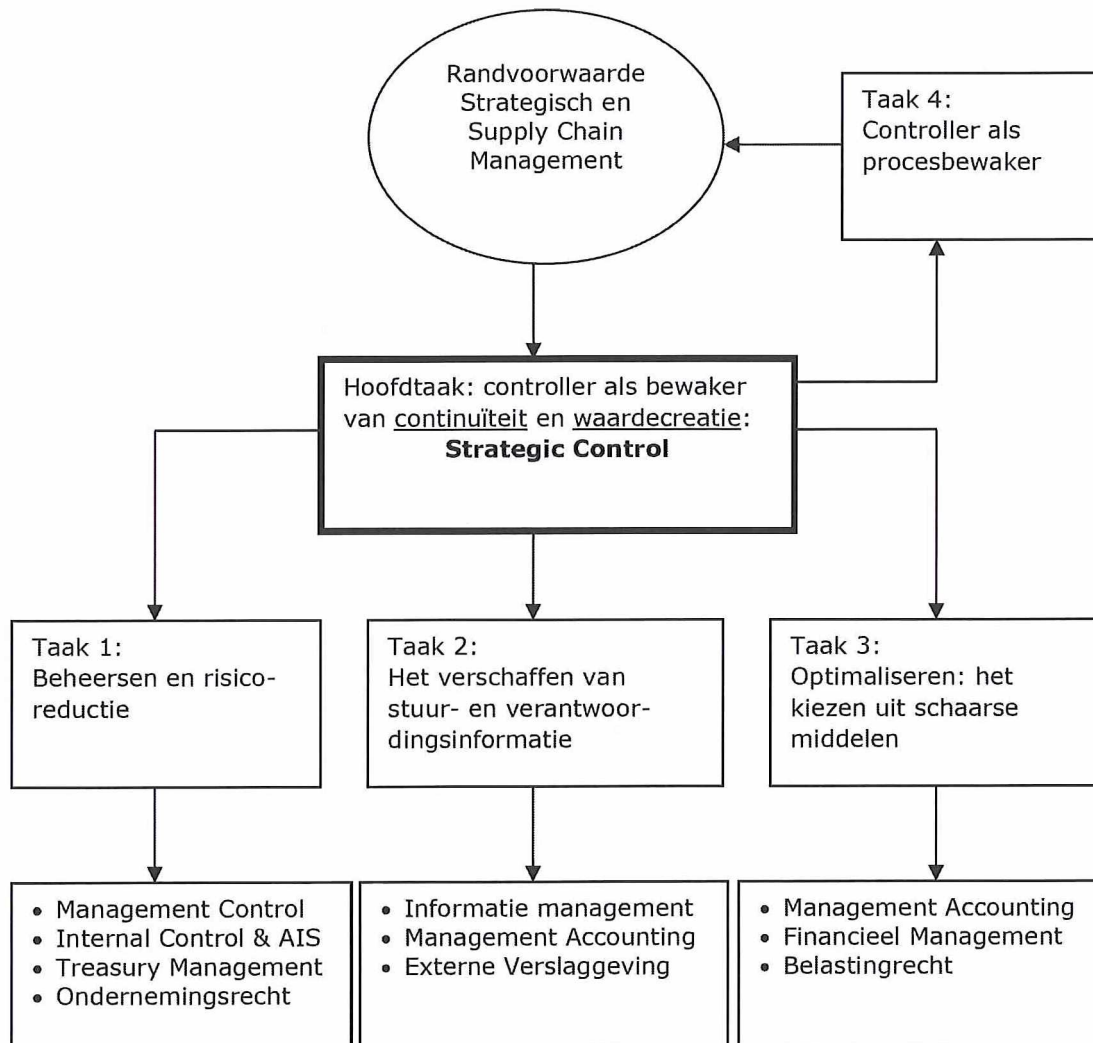 Randvoorwaarde
Strategisch en
Supply Chain
Management
Taak 4:
Controller als
procesbewaker
Hoofdtaak: controller als bewaker
van continuïteit en waardecreatie:
Strategic Control
Taak 1:
Beheersen en risico-
reductie
Taak 2:
Het verschaffen van
stuur- en verantwoor-
dingsinformatie
Taak 3:
Optimaliseren: het
kiezen uit schaarse
middelen
• Management Control
• Internal Control & AIS
• Treasury Management
• Ondernemingsrecht
• Informatie management
• Management Accounting
• Externe Verslaggeving
• Management Accounting
• Financieel Management
• Belastingrecht